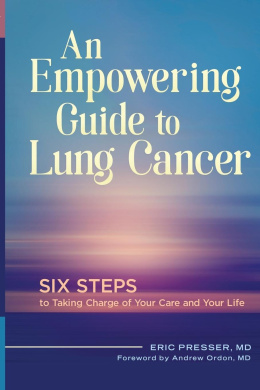 An
Empowering
Guide to
Lung Cancer
SIX STEPS
to Taking Charge of Your Care and Your Life
ERIC PRESSER, MD
Foreword by Andrew Ordon, MD